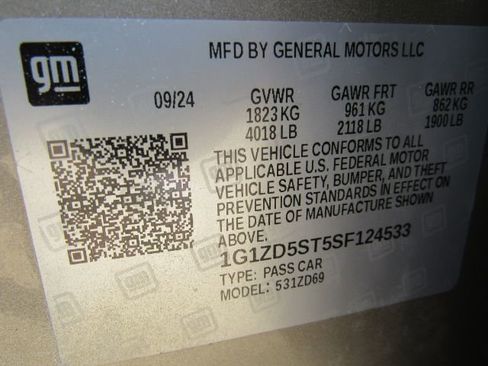 gm
MFD BY GENERAL MOTORS LLC
09/24 GVWR GAWR FRT GAWR RR
1823 KG 961 KG 862 KG
4018 LB 2118 LB 1900 LB
THIS VEHICLE CONFORMS TO ALL
APPLICABLE U.S. FEDERAL MOTOR
VEHICLE SAFETY, BUMPER, AND THEFT
PREVENTION STANDARDS IN EFFECT ON
THE DATE OF MANUFACTURE SHOWN
ABOVE.
1G1ZD5ST5SF124533
TYPE: PASS CAR
MODEL: 531ZD69